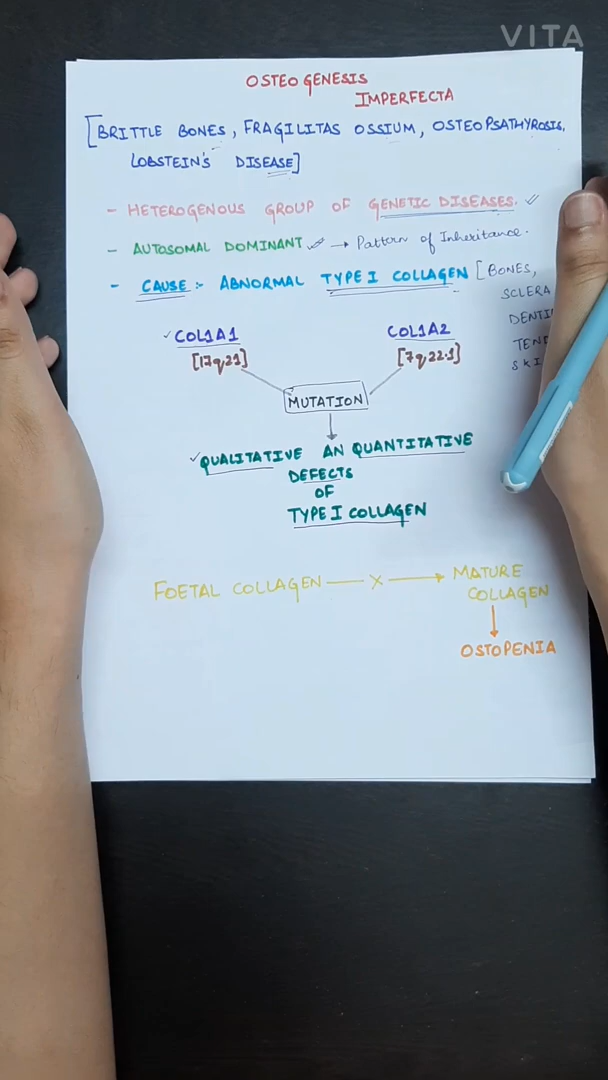 VITA
OSTEOGENESIS
IMPERFECTA
[BRITTLE BONES, FRAGILITAS OSSIUM, OSTEOPSATHYROSIS,
LOBSTEIN'S DISEASE]
- HETEROGENOUS GROUP OF GENETIC DISEASES. ✓
- AUTOSOMAL DOMINANT ✓ → Pattern of Inheritance.
- CAUSE :- ABNORMAL TYPE I COLLAGEN [BONES,
SCLERA
✓COL1A1 COL1A2
[17q21] [7q22.1]
MUTATION
✓QUALITATIVE AN QUANTITATIVE
DEFECTS
OF
TYPE I COLLAGEN
FOETAL COLLAGEN — X → MATURE
COLLAGEN
OSTOPENIA